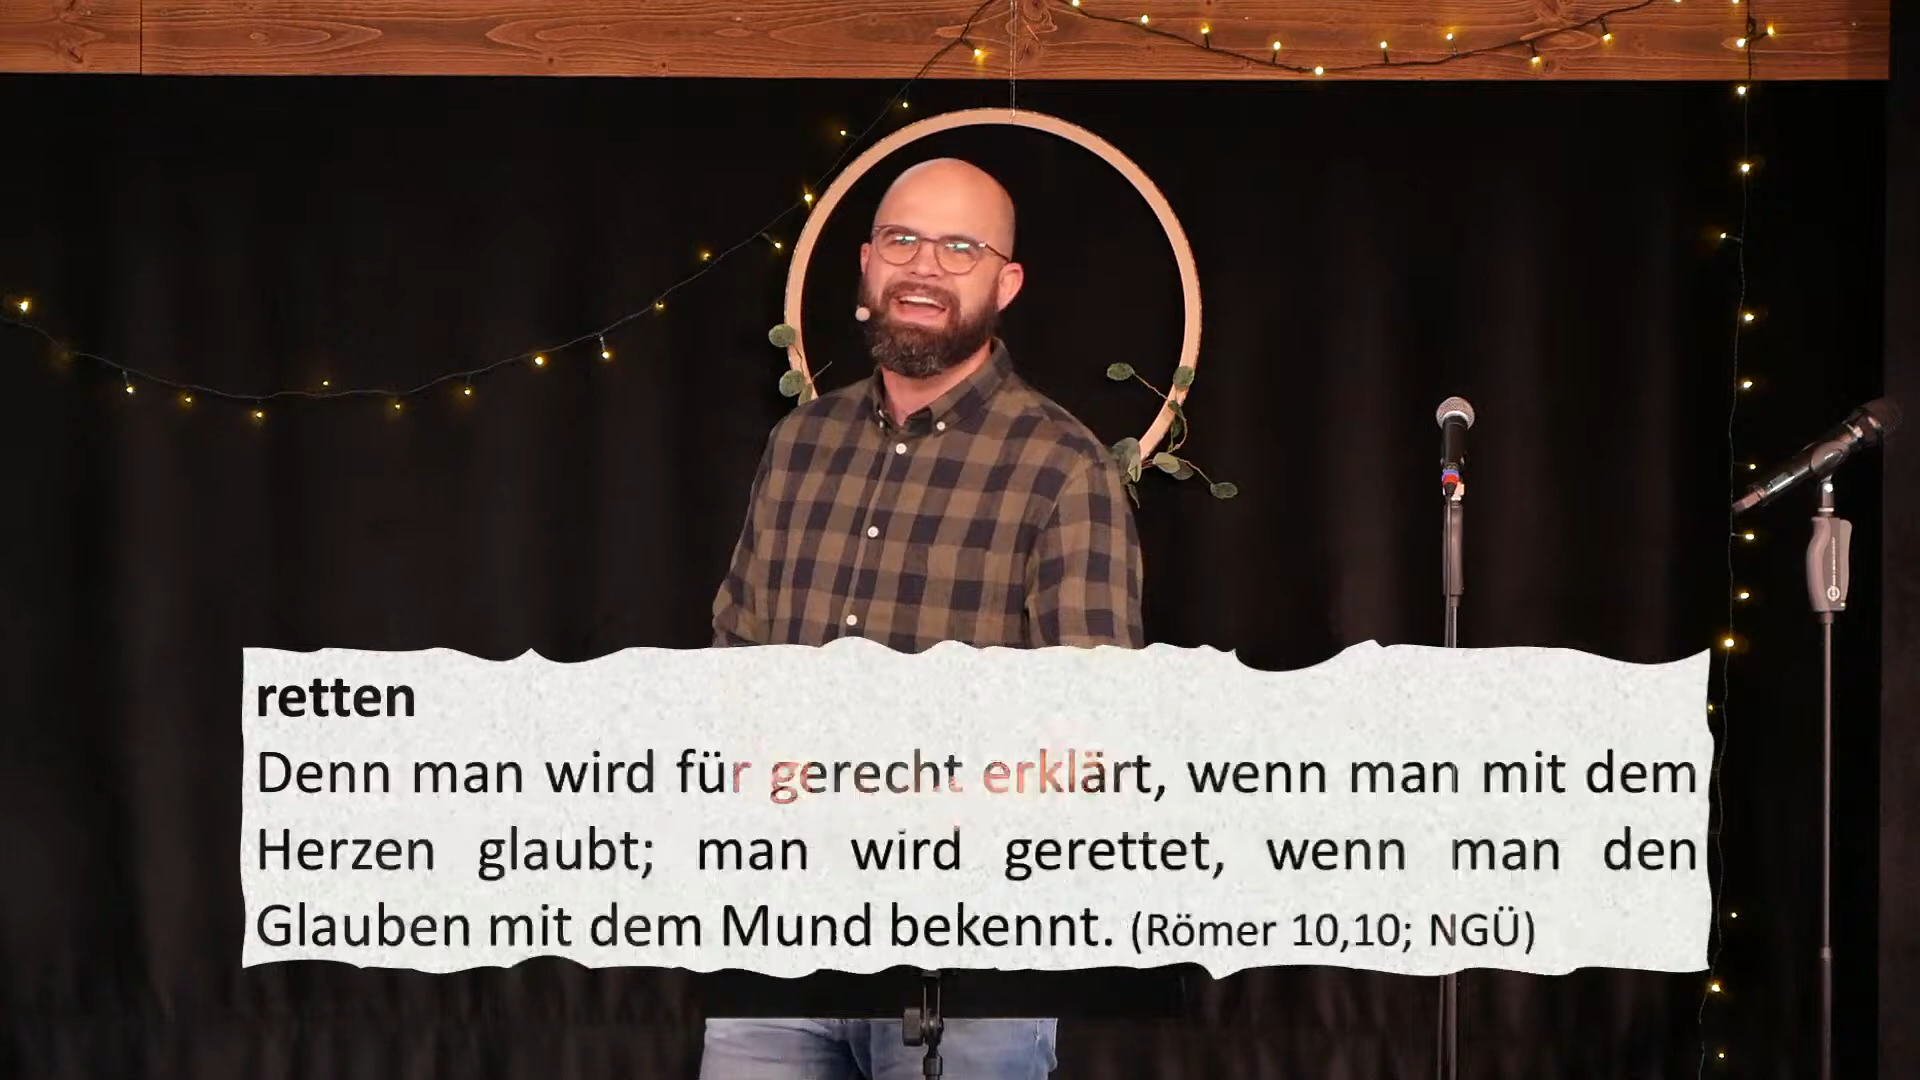 retten
Denn man wird für gerecht erklärt, wenn man mit dem
Herzen glaubt; man wird gerettet, wenn man den
Glauben mit dem Mund bekennt. (Römer 10,10; NGÜ)